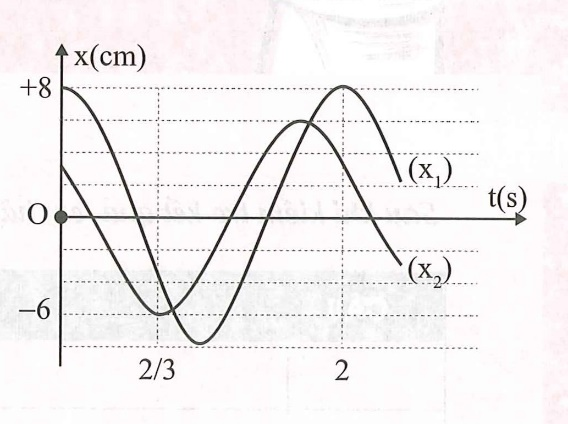 x(cm)
+8
(x₁)
t(s)
O
(x₂)
−6
2/3
2